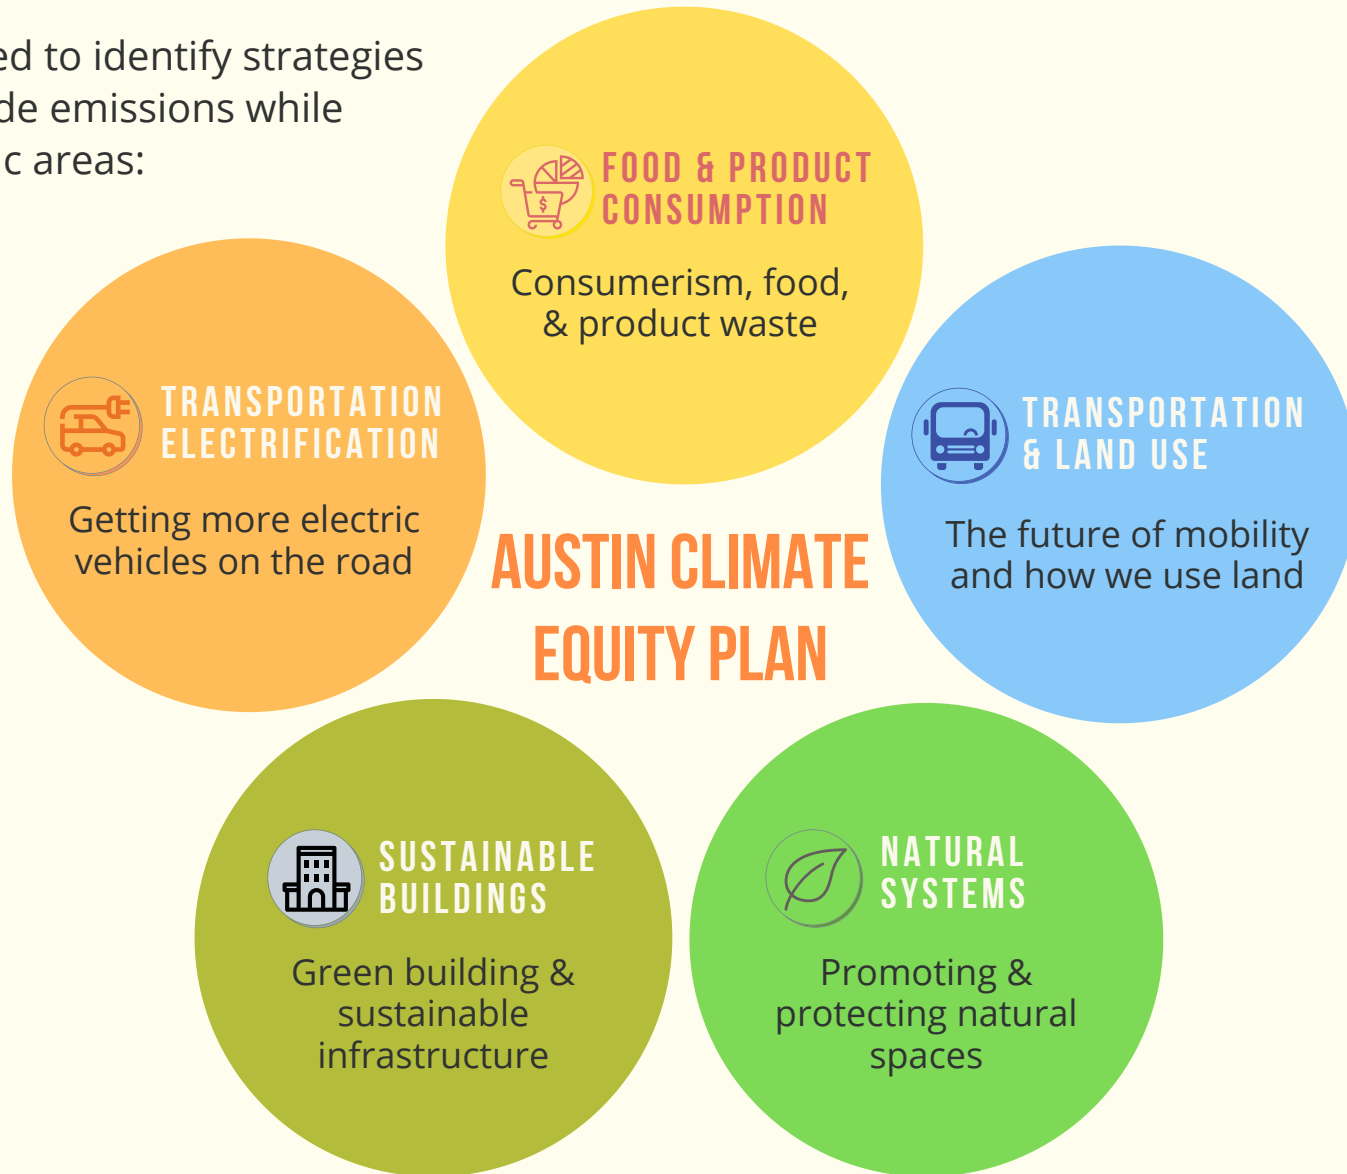 ed to identify strategies
de emissions while
ic areas:
FOOD & PRODUCT
CONSUMPTION
Consumerism, food,
& product waste
TRANSPORTATION
ELECTRIFICATION
Getting more electric
vehicles on the road
TRANSPORTATION
& LAND USE
The future of mobility
and how we use land
AUSTIN CLIMATE
EQUITY PLAN
SUSTAINABLE
BUILDINGS
Green building &
sustainable
infrastructure
NATURAL
SYSTEMS
Promoting &
protecting natural
spaces